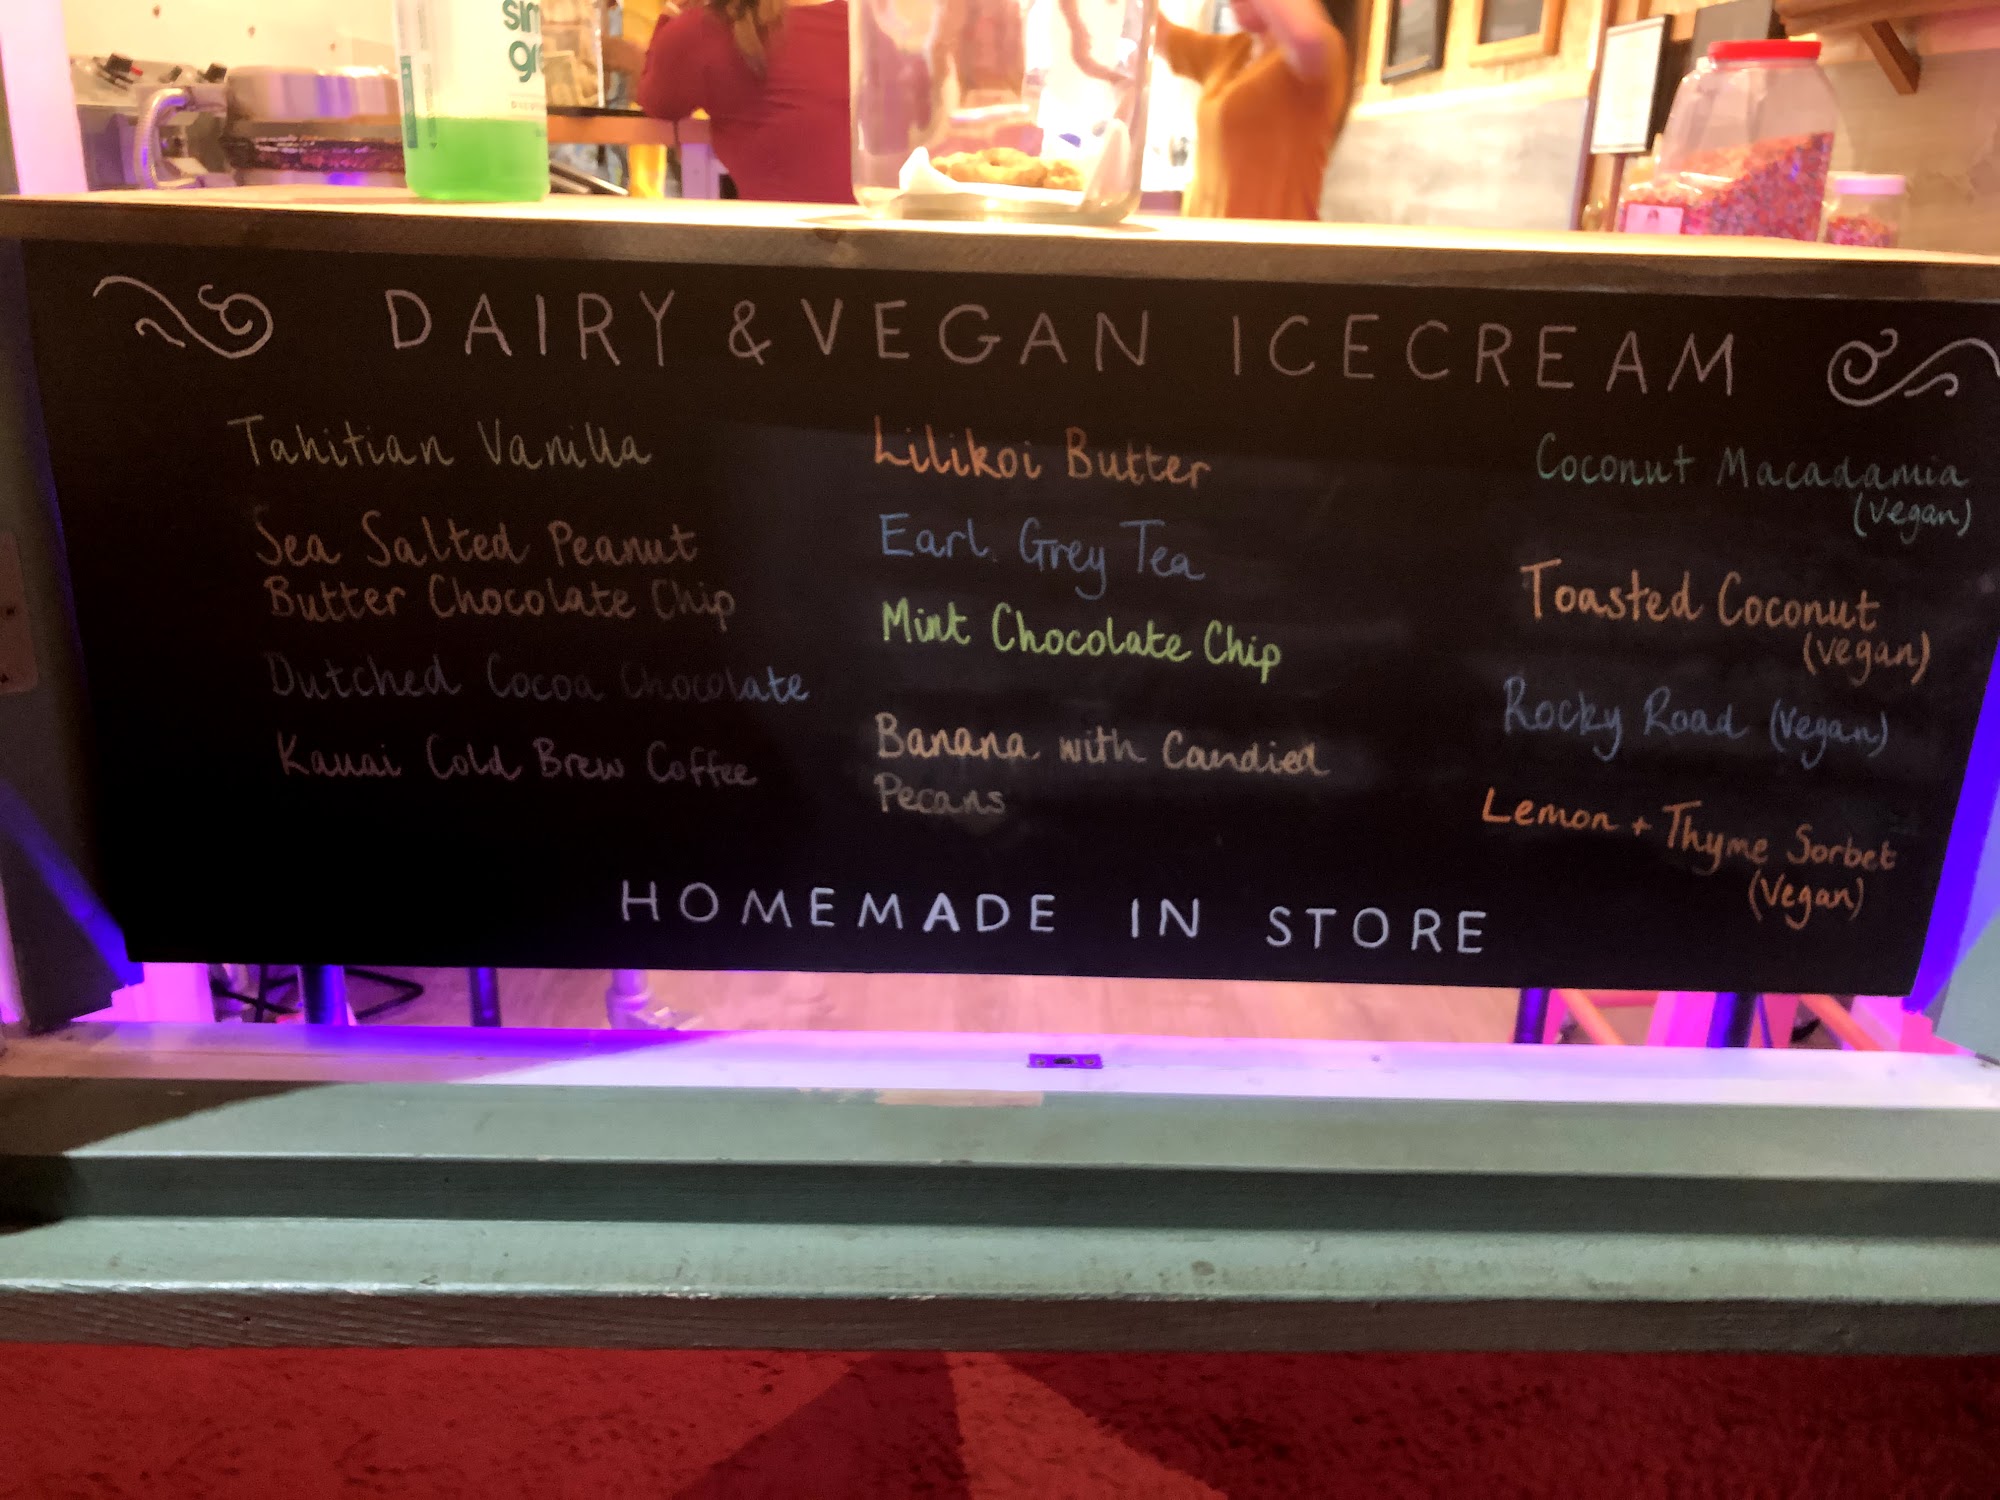 DAIRY & VEGAN ICECREAM
Tahitian Vanilla
Sea Salted Peanut
Butter Chocolate Chip
Dutched Cocoa Chocolate
Kauai Cold Brew Coffee
Lilikoi Butter
Earl Grey Tea
Mint Chocolate Chip
Banana with Candied
Pecans
Coconut Macadamia
(Vegan)
Toasted Coconut
(Vegan)
Rocky Road (Vegan)
Lemon + Thyme Sorbet
(Vegan)
HOMEMADE IN STORE